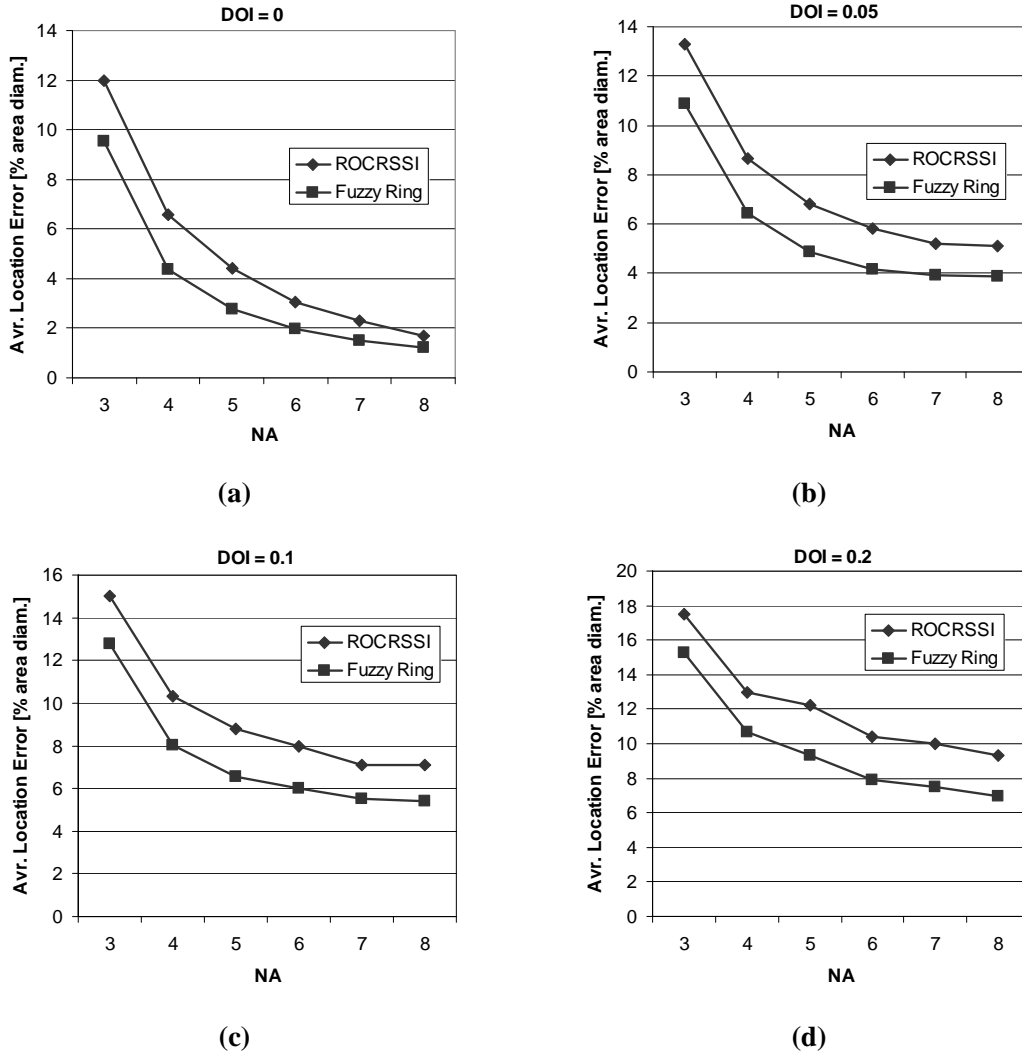 DOI = 0
14
12
10
8
6
4
2
0
Avr. Location Error [% area diam.]
ROCRSSI
Fuzzy Ring
3 4 5 6 7 8
NA
(a)
DOI = 0.05
14
12
10
8
6
4
2
0
Avr. Location Error [% area diam.]
ROCRSSI
Fuzzy Ring
3 4 5 6 7 8
NA
(b)
DOI = 0.1
16
14
12
10
8
6
4
2
0
Avr. Location Error [% area diam.]
ROCRSSI
Fuzzy Ring
3 4 5 6 7 8
NA
(c)
DOI = 0.2
20
18
16
14
12
10
8
6
4
2
0
Avr. Location Error [% area diam.]
ROCRSSI
Fuzzy Ring
3 4 5 6 7 8
NA
(d)